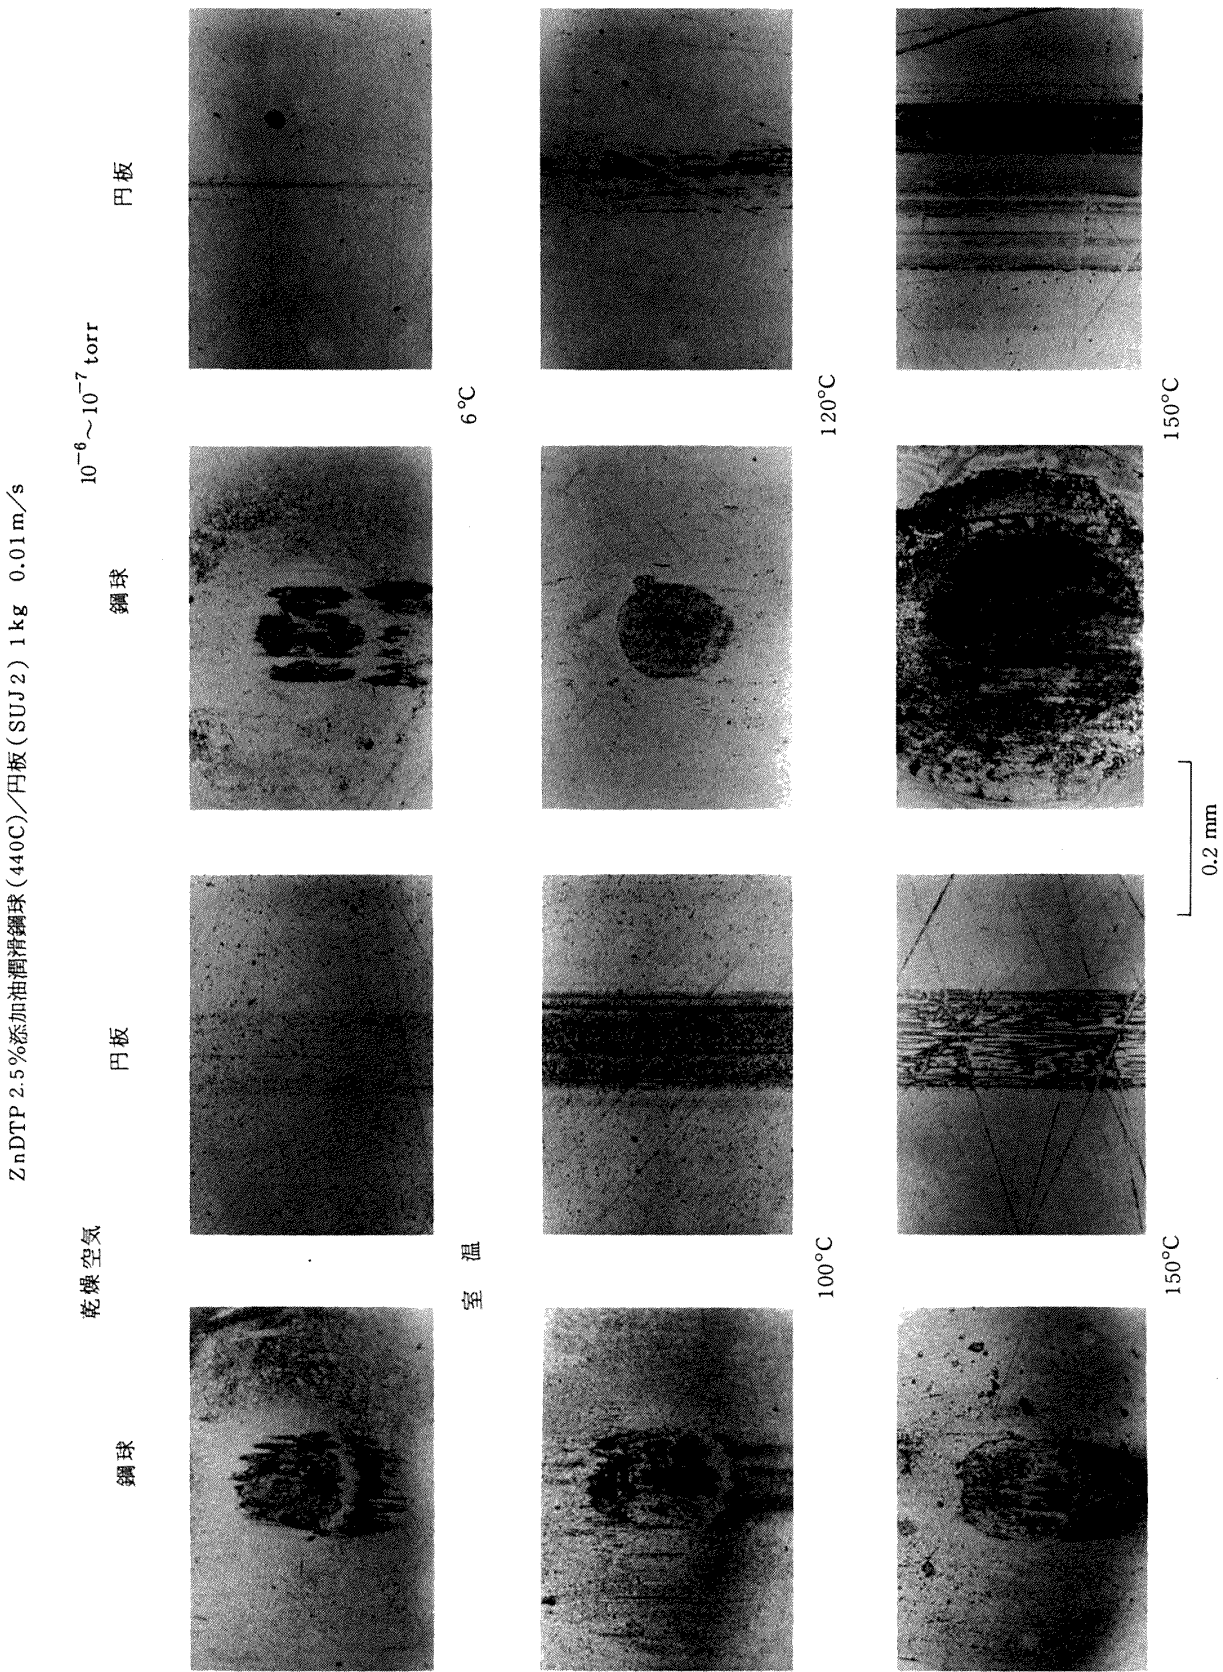 ZnDTP 2.5%添加油潤滑鋼球(440C)/円板(SUJ2) 1kg 0.01m/s
乾燥空気
10⁻⁶～10⁻⁷ torr
鋼球
円板
鋼球
円板
室 温
6℃
100℃
120℃
150℃
150℃
0.2 mm